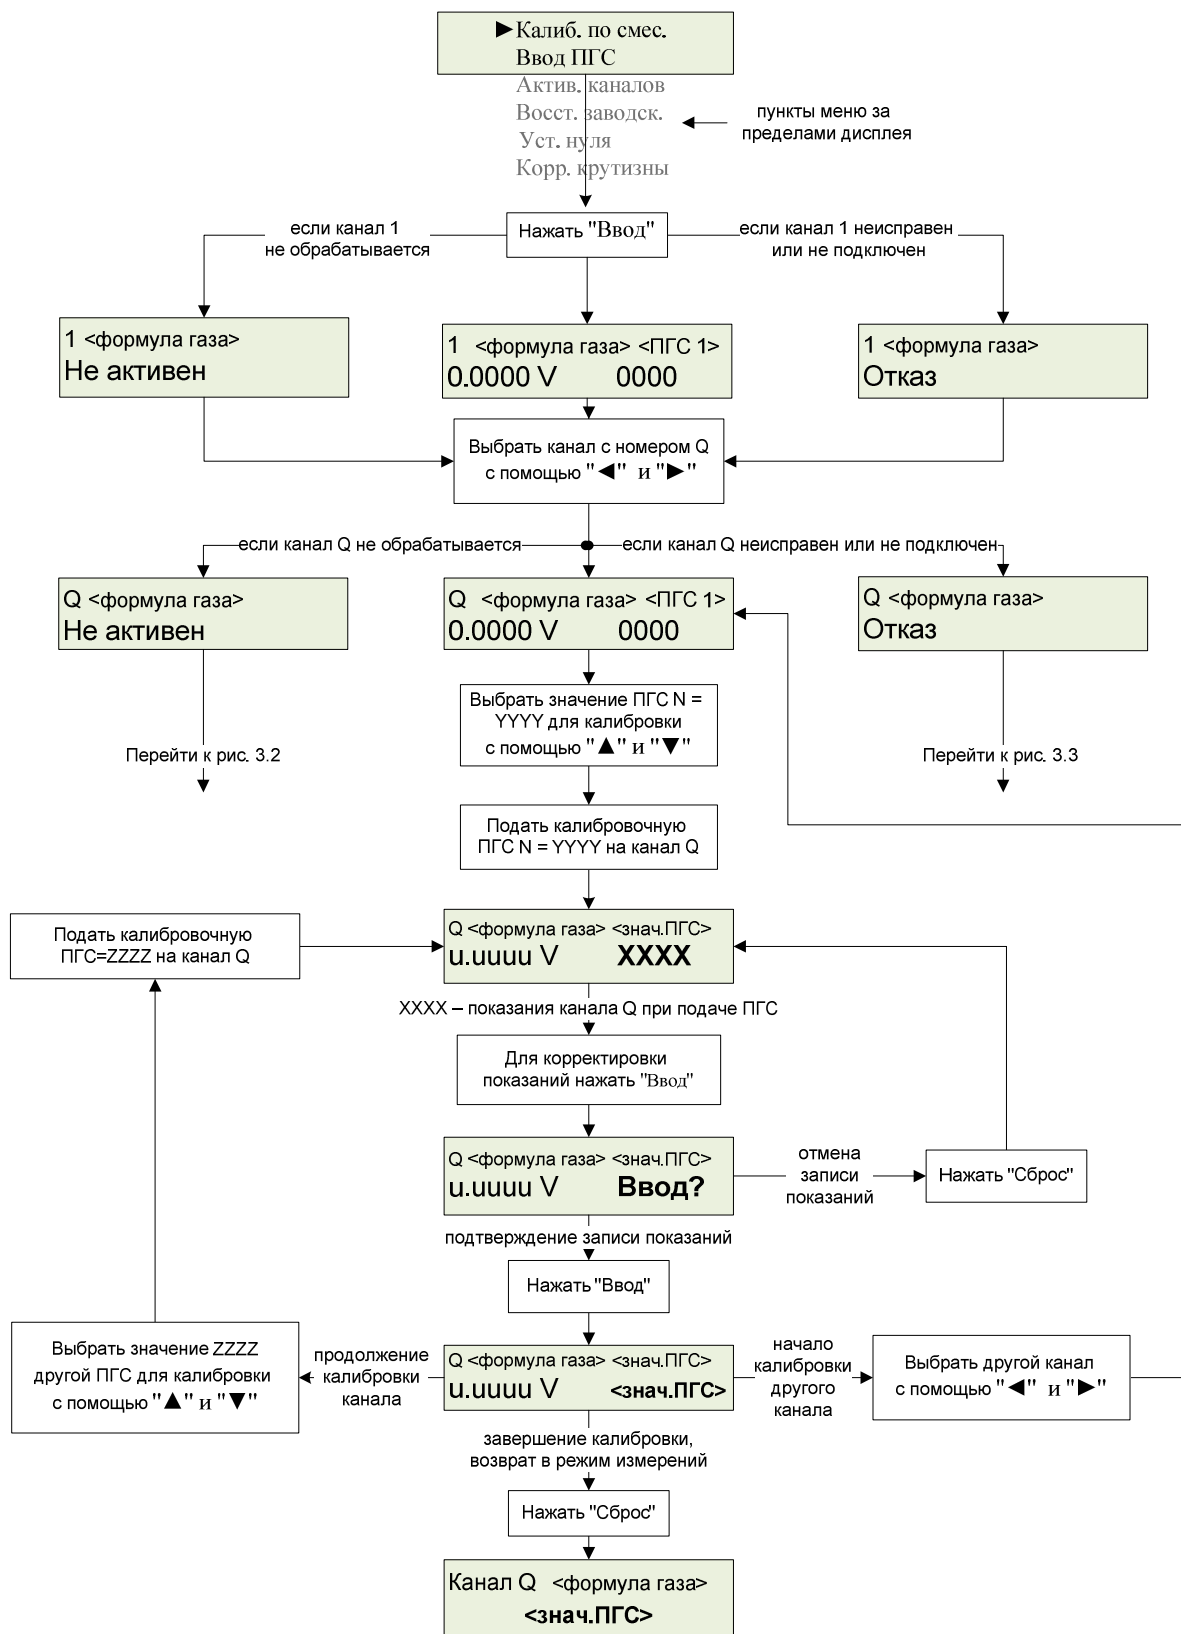 ►Калиб. по смес.
Ввод ПГС
Актив. каналов
Восст. заводск.
Уст. нуля
Корр. крутизны
пункты меню за
пределами дисплея
если канал 1
не обрабатывается
Нажать "Ввод"
если канал 1 неисправен
или не подключен
1 <формула газа>
Не активен
1 <формула газа> <ПГС 1>
0.0000 V 0000
1 <формула газа>
Отказ
Выбрать канал с номером Q
с помощью "◄" и "►"
если канал Q не обрабатывается
если канал Q неисправен или не подключен
Q <формула газа>
Не активен
Q <формула газа> <ПГС 1>
0.0000 V 0000
Q <формула газа>
Отказ
Выбрать значение ПГС N =
YYYY для калибровки
с помощью "▲" и "▼"
Перейти к рис. 3.2
Перейти к рис. 3.3
Подать калибровочную
ПГС N = YYYY на канал Q
Подать калибровочную
ПГС=ZZZZ на канал Q
Q <формула газа> <знач.ПГС>
u.uuuu V XXXX
XXXX – показания канала Q при подаче ПГС
Для корректировки
показаний нажать "Ввод"
Q <формула газа> <знач.ПГС>
u.uuuu V Ввод?
отмена
записи
показаний
Нажать "Сброс"
подтверждение записи показаний
Нажать "Ввод"
Выбрать значение ZZZZ
другой ПГС для калибровки
с помощью "▲" и "▼"
продолжение
калибровки
канала
Q <формула газа> <знач.ПГС>
u.uuuu V <знач.ПГС>
начало
калибровки
другого
канала
Выбрать другой канал
с помощью "◄" и "►"
завершение калибровки,
возврат в режим измерений
Нажать "Сброс"
Канал Q <формула газа>
<знач.ПГС>